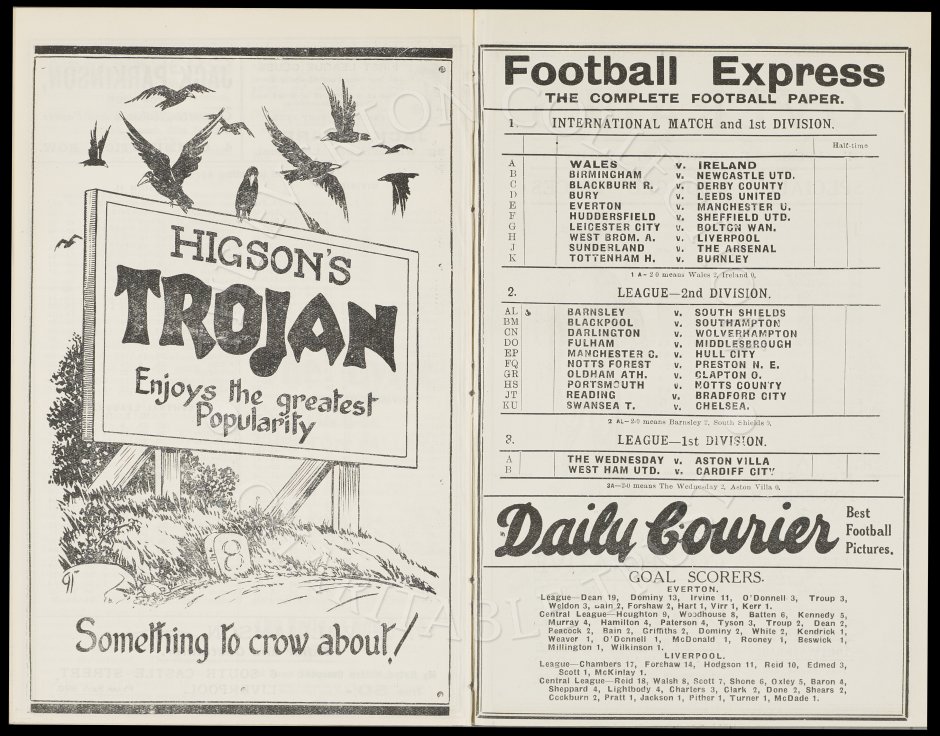 HIGSON'S
TROJAN
Enjoys the greatest
Popularity
8
Something to crow about!
Football Express
THE COMPLETE FOOTBALL PAPER.
1. INTERNATIONAL MATCH and 1st DIVISION.
Half-time
A WALES v. IRELAND
B BIRMINGHAM v. NEWCASTLE UTD.
C BLACKBURN R. v. DERBY COUNTY
D BURY v. LEEDS UNITED
E EVERTON v. MANCHESTER U.
F HUDDERSFIELD v. SHEFFIELD UTD.
G LEICESTER CITY v. BOLTON WAN.
H WEST BROM. A. v. LIVERPOOL
J SUNDERLAND v. THE ARSENAL
K TOTTENHAM H. v. BURNLEY
1 A—2-0 means Wales 2, Ireland 0.
2. LEAGUE—2nd DIVISION.
AL BARNSLEY v. SOUTH SHIELDS
BM BLACKPOOL v. SOUTHAMPTON
CN DARLINGTON v. WOLVERHAMPTON
DO FULHAM v. MIDDLESBROUGH
EP MANCHESTER C. v. HULL CITY
FQ NOTTS FOREST v. PRESTON N. E.
GR OLDHAM ATH. v. CLAPTON O.
HS PORTSMOUTH v. NOTTS COUNTY
JT READING v. BRADFORD CITY
KU SWANSEA T. v. CHELSEA.
2 AL—2-0 means Barnsley 2, South Shields 0.
3. LEAGUE—1st DIVISION.
A THE WEDNESDAY v. ASTON VILLA
B WEST HAM UTD. v. CARDIFF CITY
3A—2-0 means The Wednesday 2, Aston Villa 0.
Daily Courier
Best
Football
Pictures.
GOAL SCORERS.
EVERTON.
League—Dean 19, Dominy 13, Irvine 11, O'Donnell 3, Troup 3,
Weldon 3, Bain 2, Forshaw 2, Hart 1, Virr 1, Kerr 1.
Central League—Houghton 9, Woodhouse 8, Batten 6, Kennedy 5,
Murray 4, Hamilton 4, Paterson 4, Tyson 3, Troup 2, Dean 2,
Peacock 2, Bain 2, Griffiths 2, Dominy 2, White 2, Kendrick 1,
Weaver 1, O'Donnell 1, McDonald 1, Rooney 1, Beswick 1,
Millington 1, Wilkinson 1.
LIVERPOOL.
League—Chambers 17, Forshaw 14, Hodgson 11, Reid 10, Edmed 3,
Scott 1, McKinlay 1.
Central League—Reid 18, Walsh 8, Scott 7, Shone 6, Oxley 5, Baron 4,
Sheppard 4, Lightbody 4, Charters 3, Clark 2, Done 2, Shears 2,
Cockburn 2, Pratt 1, Jackson 1, Pither 1, Turner 1, McDade 1.